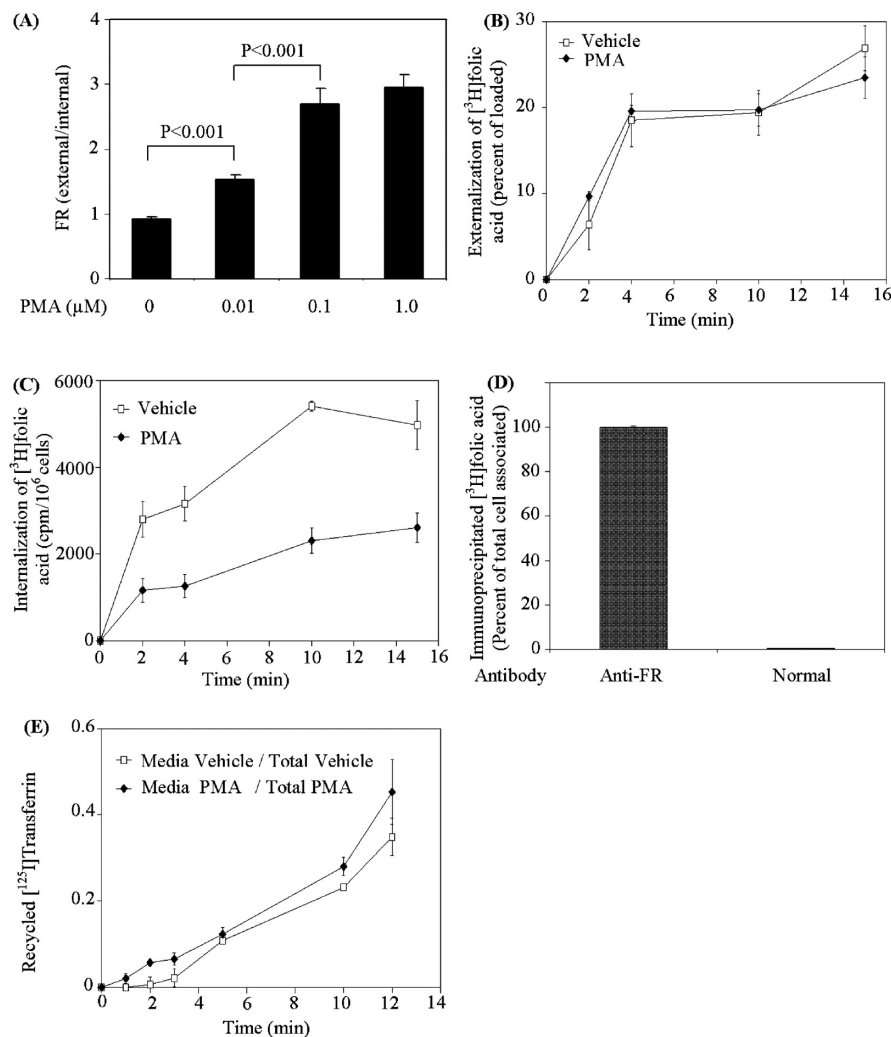 (A)
FR (external/internal)
4
3
2
1
0
P<0.001
P<0.001
PMA (µM) 0 0.01 0.1 1.0
(B)
Externalization of [³H]folic
acid (percent of loaded)
30
20
10
0
Vehicle
PMA
0 2 4 6 8 10 12 14 16
Time (min)
(C)
Internalization of [³H]folic
acid (cpm/10⁶ cells)
6000
4000
2000
0
Vehicle
PMA
0 2 4 6 8 10 12 14 16
Time (min)
(D)
Immunoprecipitated [³H]folic acid
(Percent of total cell associated)
120
100
80
60
40
20
0
Antibody Anti-FR Normal
(E)
Recycled [¹²⁵I]Transferrin
0.6
0.4
0.2
0
Media Vehicle / Total Vehicle
Media PMA / Total PMA
0 2 4 6 8 10 12 14
Time (min)